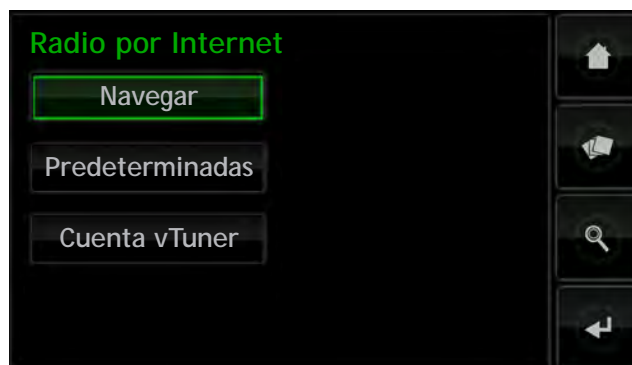 Radio por Internet
Navegar
Predeterminadas
Cuenta vTuner